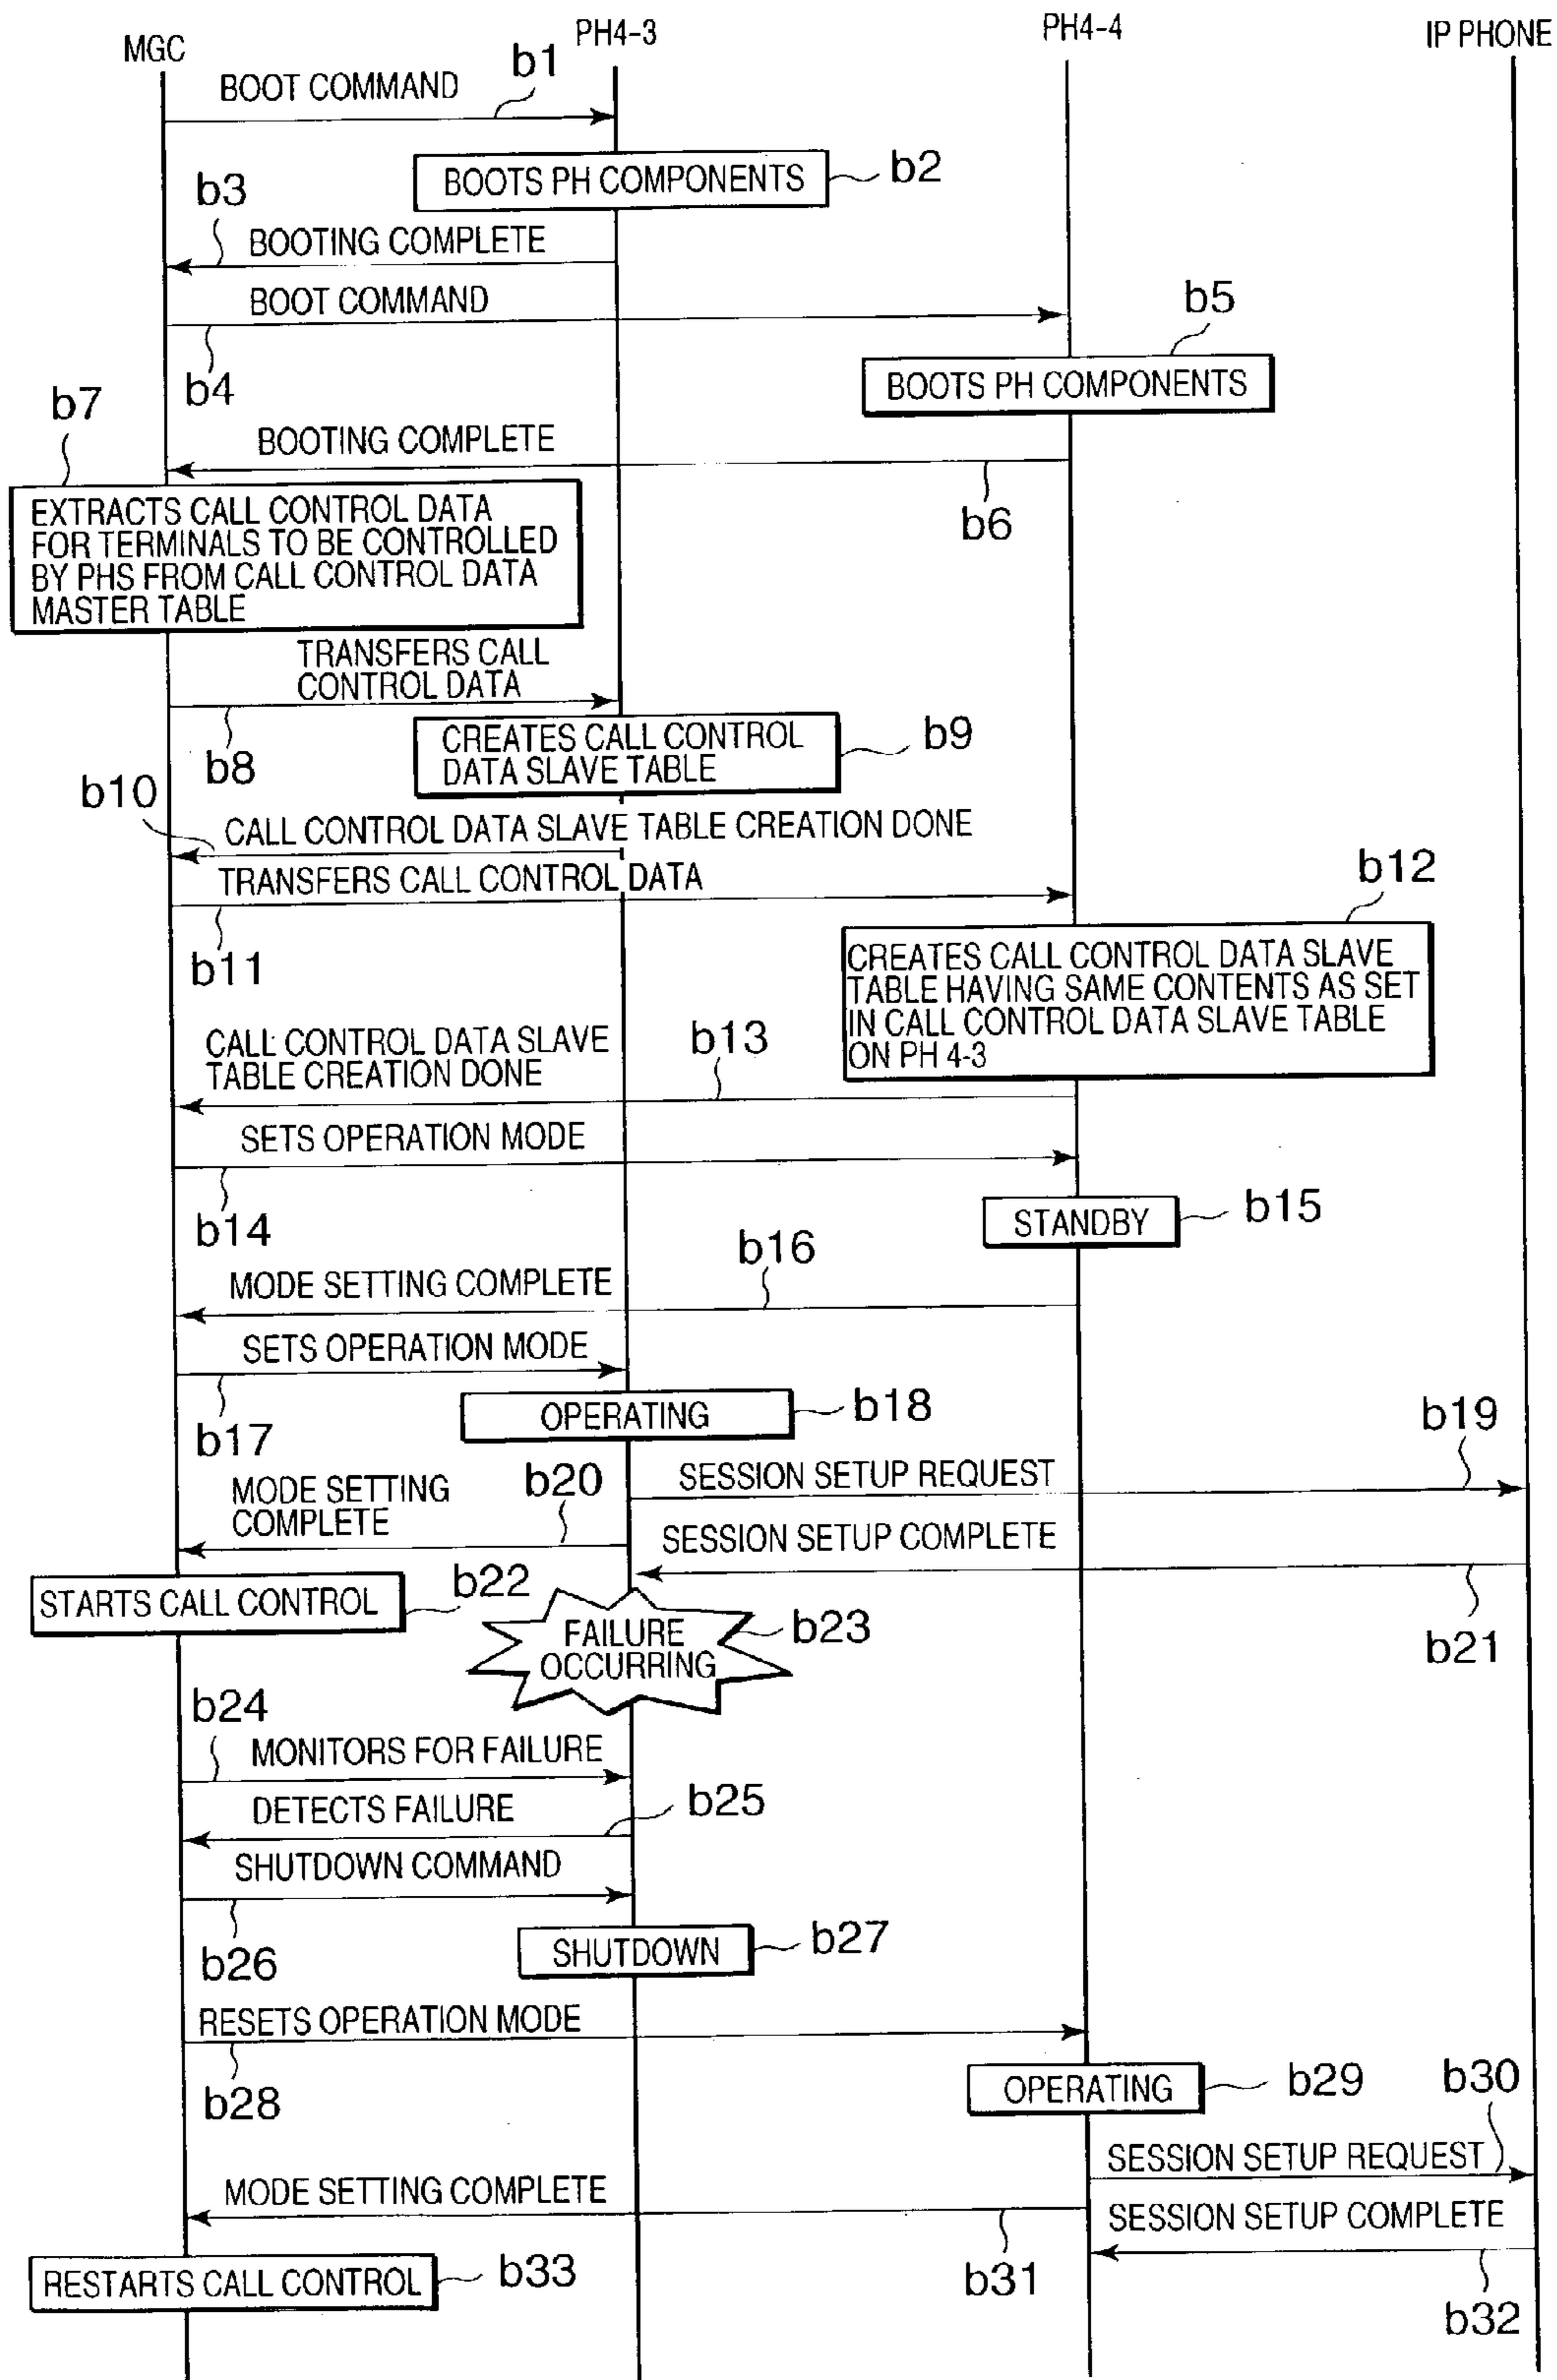 MGC
PH4-3
PH4-4
IP PHONE
BOOT COMMAND
b1
BOOTS PH COMPONENTS
b2
b3
BOOTING COMPLETE
BOOT COMMAND
b4
b5
BOOTS PH COMPONENTS
b7
BOOTING COMPLETE
b6
EXTRACTS CALL CONTROL DATA
FOR TERMINALS TO BE CONTROLLED
BY PHS FROM CALL CONTROL DATA
MASTER TABLE
TRANSFERS CALL
CONTROL DATA
b8
CREATES CALL CONTROL
DATA SLAVE TABLE
b9
b10
CALL CONTROL DATA SLAVE TABLE CREATION DONE
TRANSFERS CALL CONTROL DATA
b11
b12
CREATES CALL CONTROL DATA SLAVE
TABLE HAVING SAME CONTENTS AS SET
IN CALL CONTROL DATA SLAVE TABLE
ON PH 4-3
CALL CONTROL DATA SLAVE
TABLE CREATION DONE
b13
SETS OPERATION MODE
b14
STANDBY
b15
b16
MODE SETTING COMPLETE
SETS OPERATION MODE
b17
OPERATING
b18
b19
SESSION SETUP REQUEST
MODE SETTING
COMPLETE
b20
SESSION SETUP COMPLETE
b21
STARTS CALL CONTROL
b22
FAILURE
OCCURRING
b23
b24
MONITORS FOR FAILURE
DETECTS FAILURE
b25
SHUTDOWN COMMAND
b26
SHUTDOWN
b27
RESETS OPERATION MODE
b28
OPERATING
b29
b30
SESSION SETUP REQUEST
MODE SETTING COMPLETE
b31
SESSION SETUP COMPLETE
b32
RESTARTS CALL CONTROL
b33